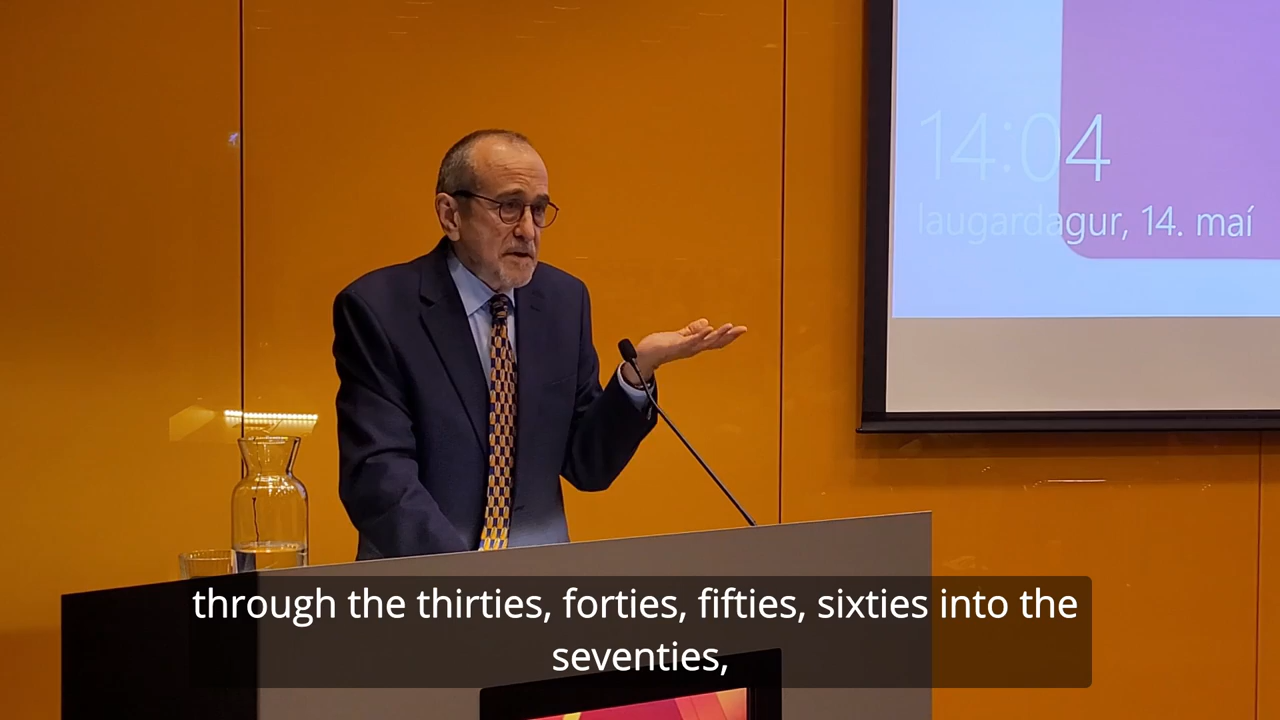 14:04
laugardagur, 14. maí
through the thirties, forties, fifties, sixties into the
seventies,